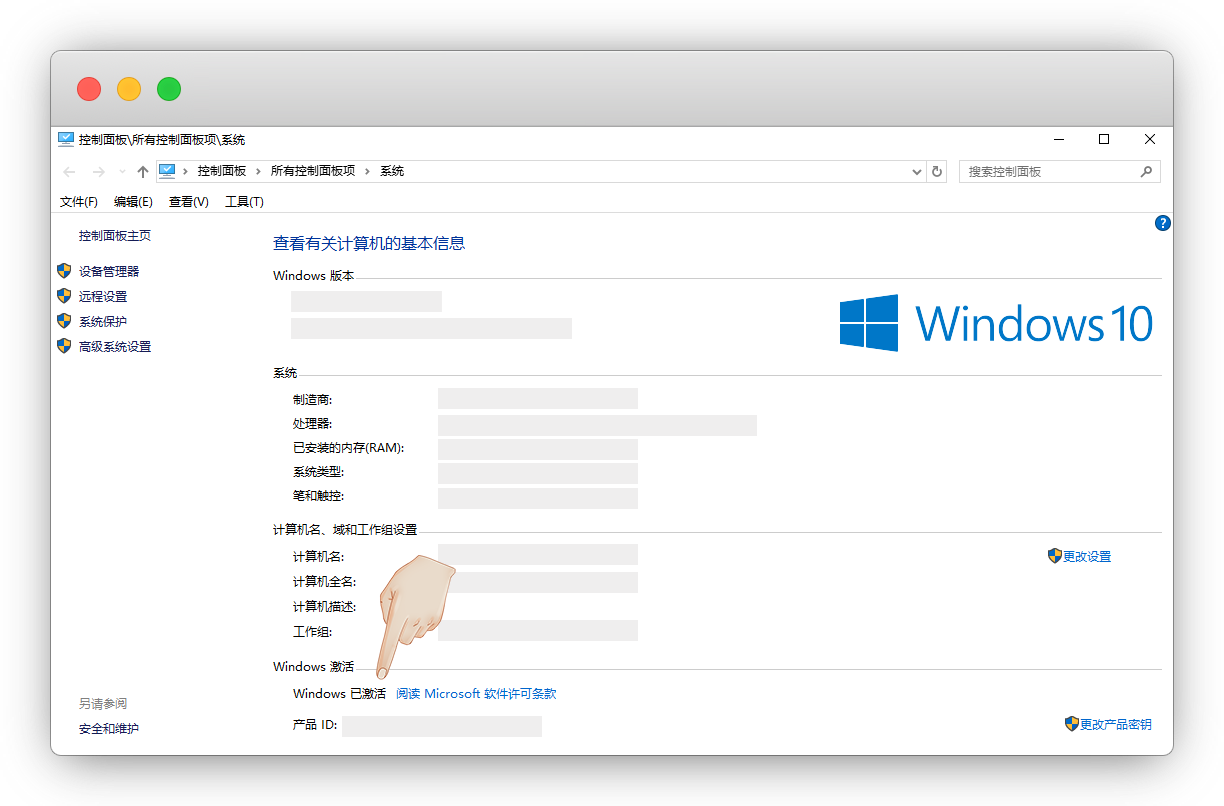 控制面板\所有控制面板项\系统
控制面板 › 所有控制面板项 › 系统
搜索控制面板
文件(F) 编辑(E) 查看(V) 工具(T)
?
控制面板主页
设备管理器
远程设置
系统保护
高级系统设置
查看有关计算机的基本信息
Windows 版本
Windows 10
系统
制造商:
处理器:
已安装的内存(RAM):
系统类型:
笔和触控:
计算机名、域和工作组设置
计算机名:
更改设置
计算机全名:
计算机描述:
工作组:
Windows 激活
Windows 已激活 阅读 Microsoft 软件许可条款
产品 ID:
更改产品密钥
另请参阅
安全和维护